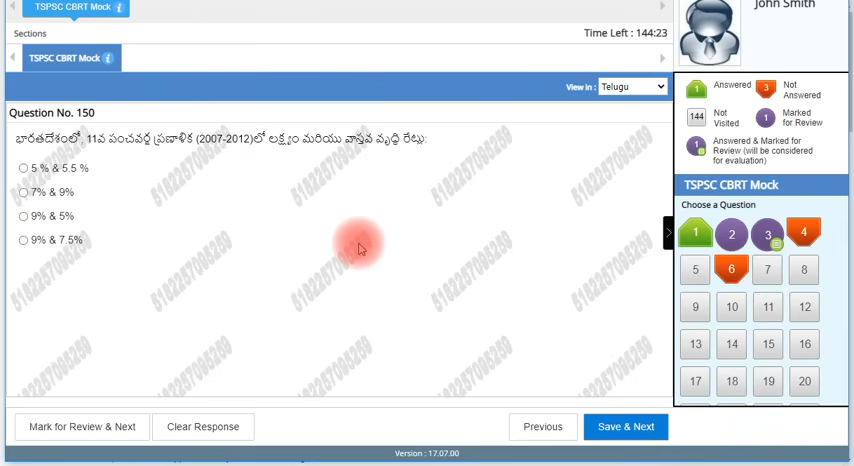 TSPSC CBRT Mock i
John Smith
Sections
Time Left : 144:23
TSPSC CBRT Mock i
View in : Telugu
Question No. 150
భారతదేశంలో, 11వ పంచవర్ష ప్రణాళిక (2007-2012)లో లక్ష్యం మరియు వాస్తవ వృద్ధి రేట్లు:
5 % & 5.5 %
7% & 9%
9% & 5%
9% & 7.5%
1 Answered
3 Not Answered
144 Not Visited
1 Marked for Review
1 Answered & Marked for Review (will be considered for evaluation)
TSPSC CBRT Mock
Choose a Question
1 2 3 4
5 6 7 8
9 10 11 12
13 14 15 16
17 18 19 20
Mark for Review & Next
Clear Response
Previous
Save & Next
Version : 17.07.00